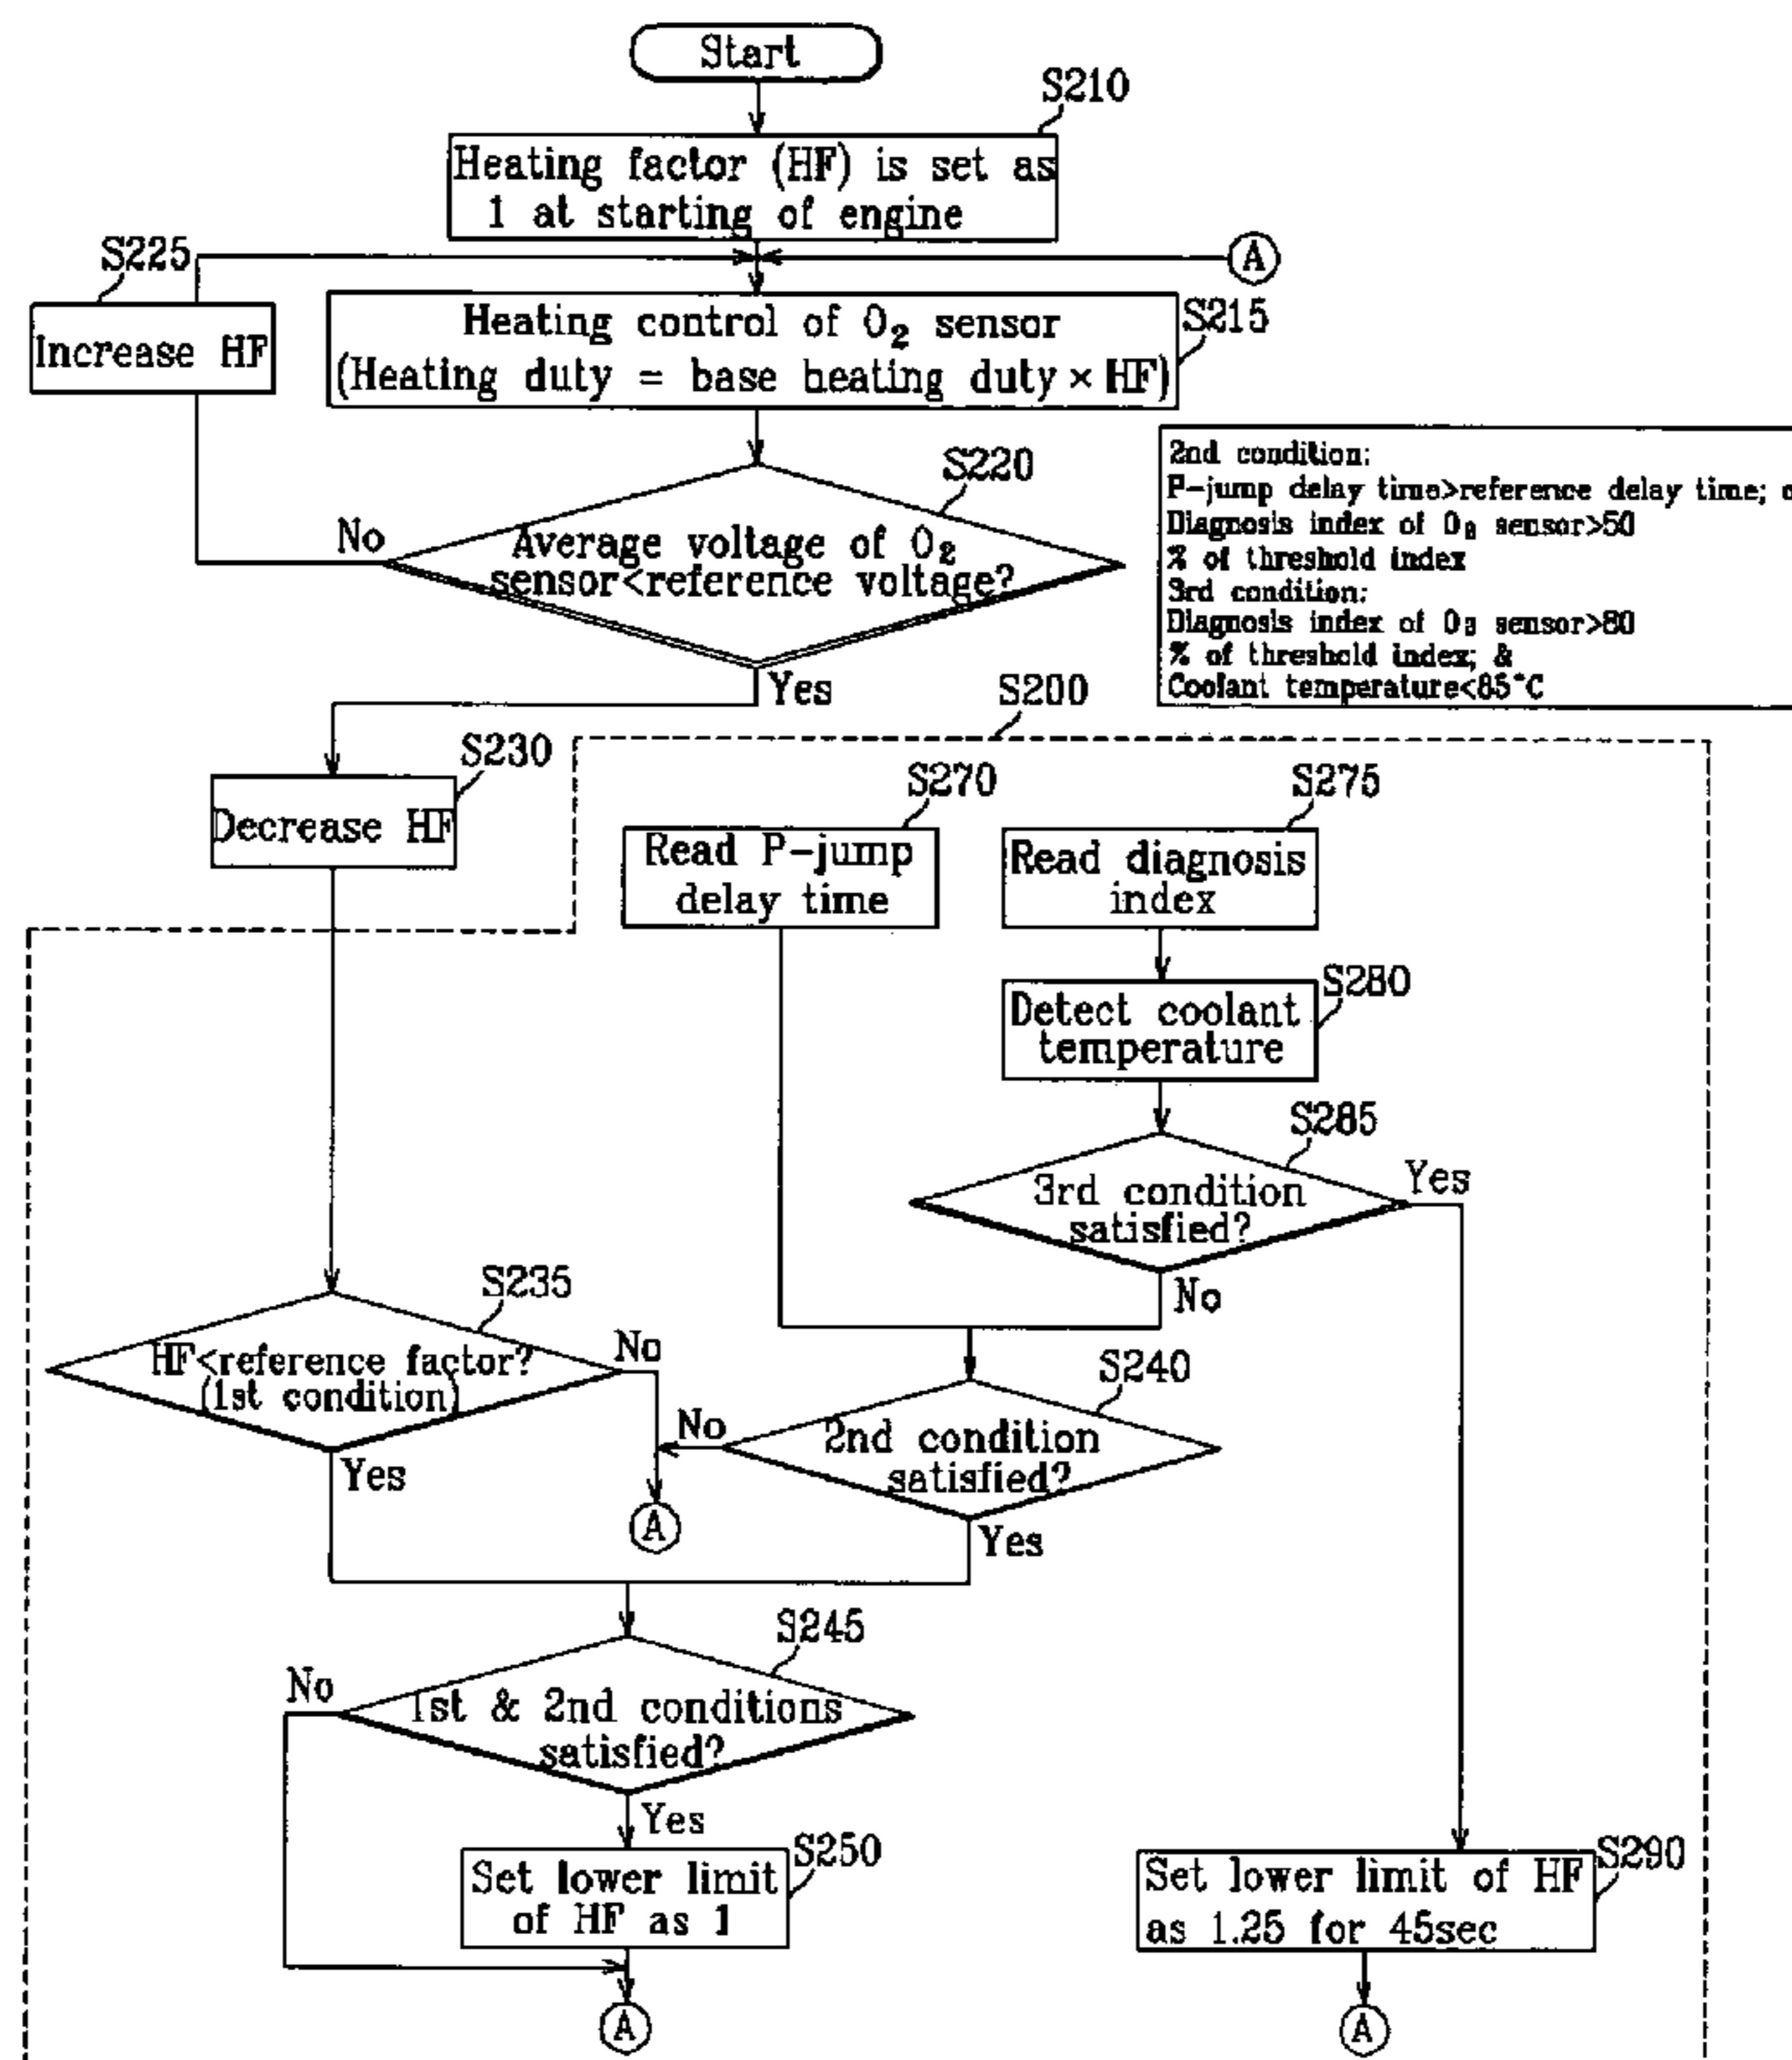 Start
S210
Heating factor (HF) is set as
1 at starting of engine
S225
A
Increase HF
Heating control of O₂ sensor
(Heating duty = base heating duty × HF)
S215
S220
No
Average voltage of O₂
sensor<reference voltage?
Yes
2nd condition:
P-jump delay time>reference delay time;
Diagnosis index of O₂ sensor>50
% of threshold index
3rd condition:
Diagnosis index of O₂ sensor>80
% of threshold index; &
Coolant temperature<85°C
S200
S230
Decrease HF
S270
Read P-jump
delay time
S275
Read diagnosis
index
S280
Detect coolant
temperature
S285
3rd condition
satisfied?
Yes
No
S235
HF<reference factor?
(1st condition)
No
Yes
S240
No
2nd condition
satisfied?
Yes
A
S245
No
1st & 2nd conditions
satisfied?
Yes
S250
Set lower limit
of HF as 1
S290
Set lower limit of HF
as 1.25 for 45sec
A
A